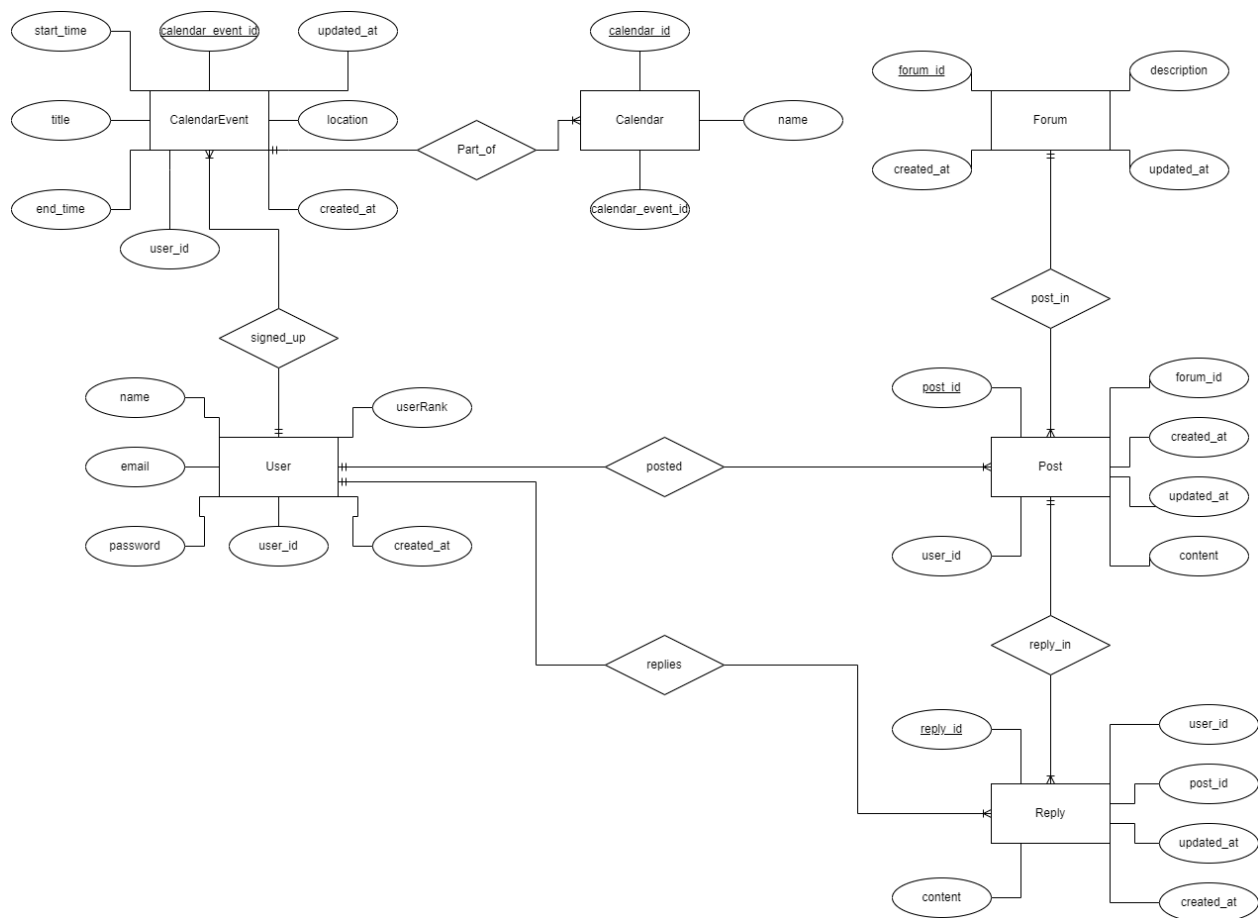 start_time
calendar_event_id
updated_at
calendar_id
forum_id
description
title
CalendarEvent
location
Calendar
name
Forum
Part_of
created_at
updated_at
end_time
created_at
calendar_event_id
user_id
post_in
signed_up
name
userRank
post_id
forum_id
created_at
email
User
posted
Post
updated_at
password
user_id
created_at
user_id
content
replies
reply_in
reply_id
user_id
post_id
Reply
updated_at
content
created_at